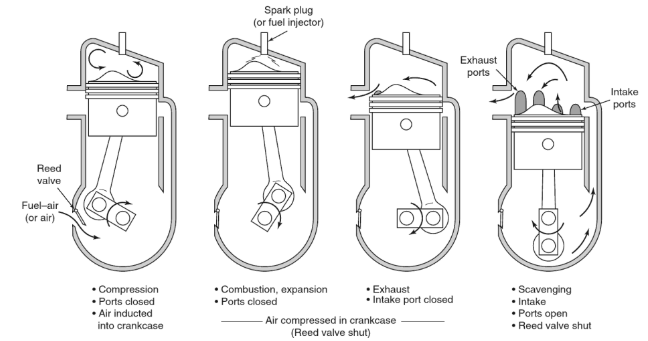 Spark plug
(or fuel injector)
Exhaust
ports
Intake
ports
Reed
valve
Fuel–air
(or air)
• Compression
• Ports closed
• Air inducted
into crankcase
• Combustion, expansion
• Ports closed
• Exhaust
• Intake port closed
Air compressed in crankcase
(Reed valve shut)
• Scavenging
• Intake
• Ports open
• Reed valve shut